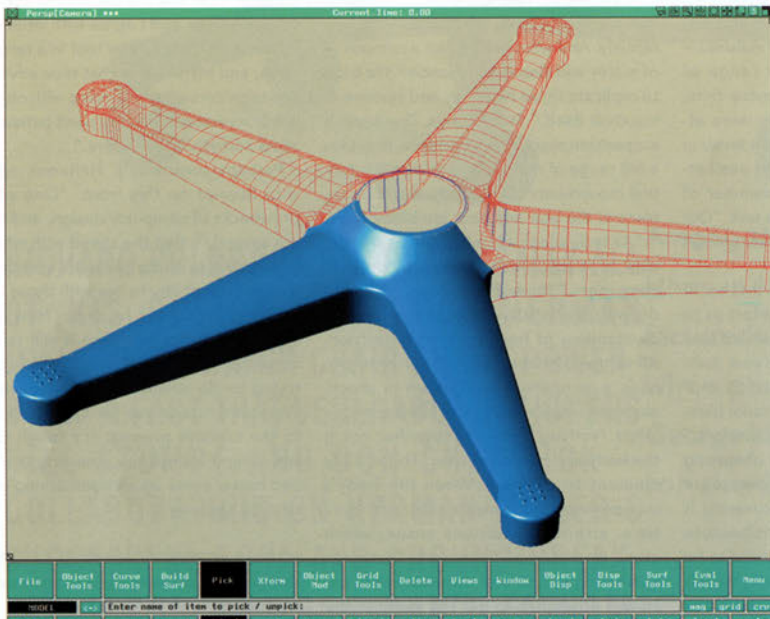 Persp[Camera] ***
Current Time: 0.00
File
Object Tools
Curve Tools
Build Surf
Pick
Xform
Object Mod
Grid Tools
Delete
Views
Window
Object Disp
Disp Tools
Surf Tools
Eval Tools
Menu
MODEL
Enter name of item to pick / unpick:
grid
crv